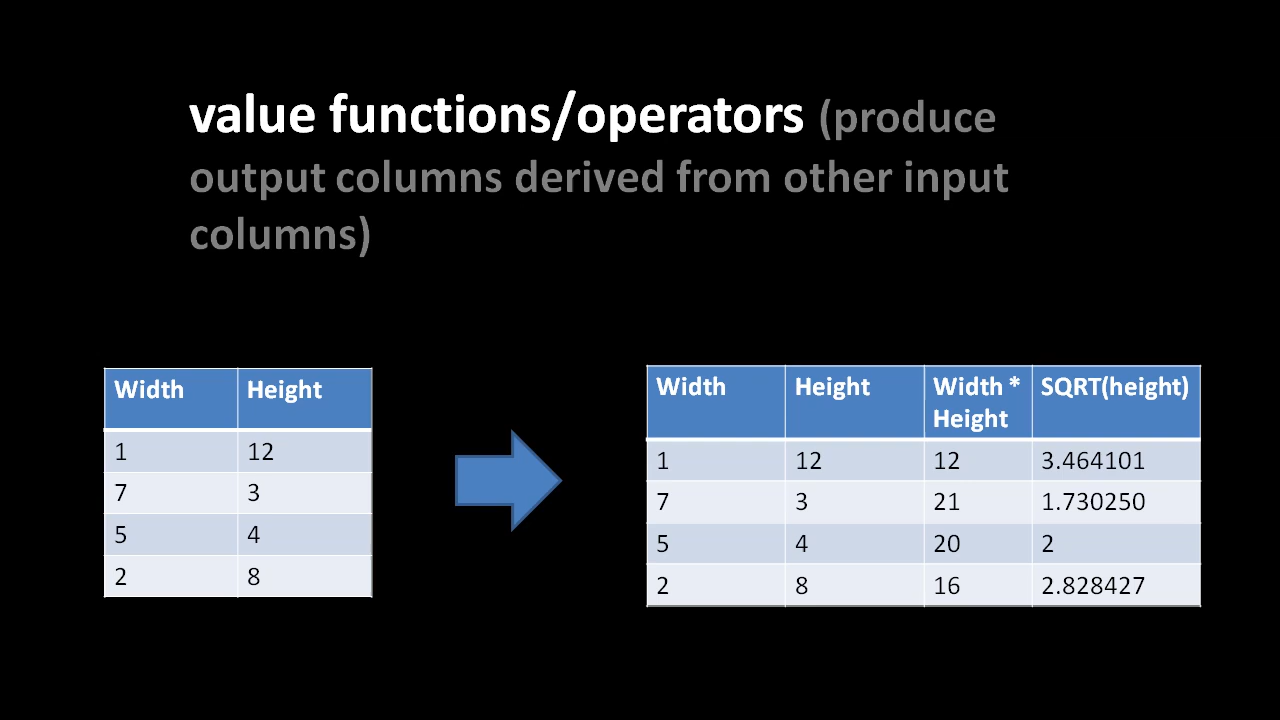 value functions/operators (produce
output columns derived from other input
columns)
Width Height
1 12
7 3
5 4
2 8
Width Height Width * Height SQRT(height)
1 12 12 3.464101
7 3 21 1.730250
5 4 20 2
2 8 16 2.828427